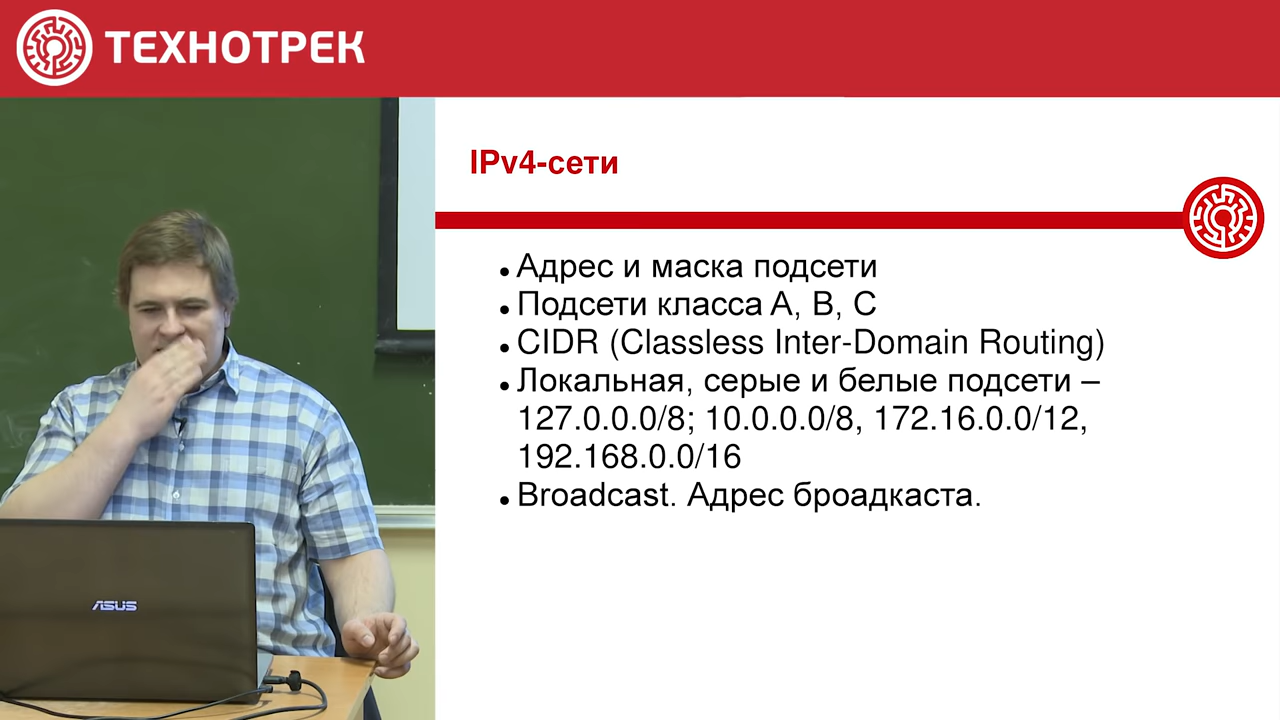 ТЕХНОТРЕК
IPv4-сети
Адрес и маска подсети
Подсети класса A, B, C
CIDR (Classless Inter-Domain Routing)
Локальная, серые и белые подсети –
127.0.0.0/8; 10.0.0.0/8, 172.16.0.0/12,
192.168.0.0/16
Broadcast. Адрес броадкаста.
ASUS